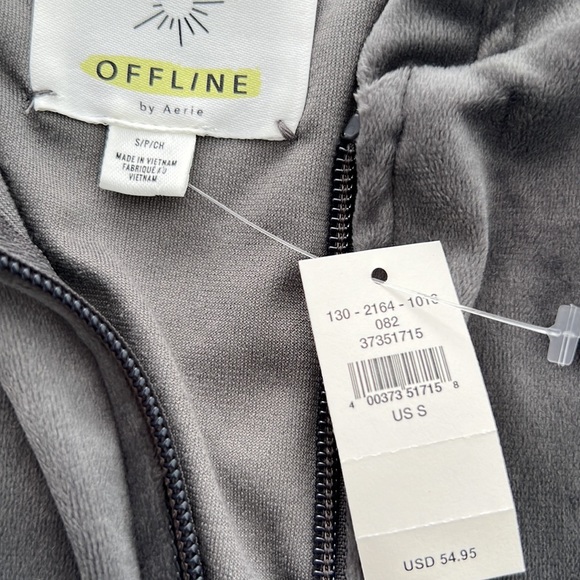 OFFLINE
by Aerie
S/P/CH
MADE IN VIETNAM
FABRIQUÉ AU
VIETNAM
130 - 2164 - 1016
082
37351715
4 00373 51715 8
US S
USD 54.95